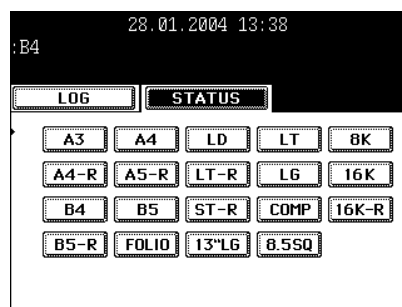 28.01.2004 13:38
:B4
LOG STATUS
A3 A4 LD LT 8K
A4-R A5-R LT-R LG 16K
B4 B5 ST-R COMP 16K-R
B5-R FOLIO 13"LG 8.5SQ